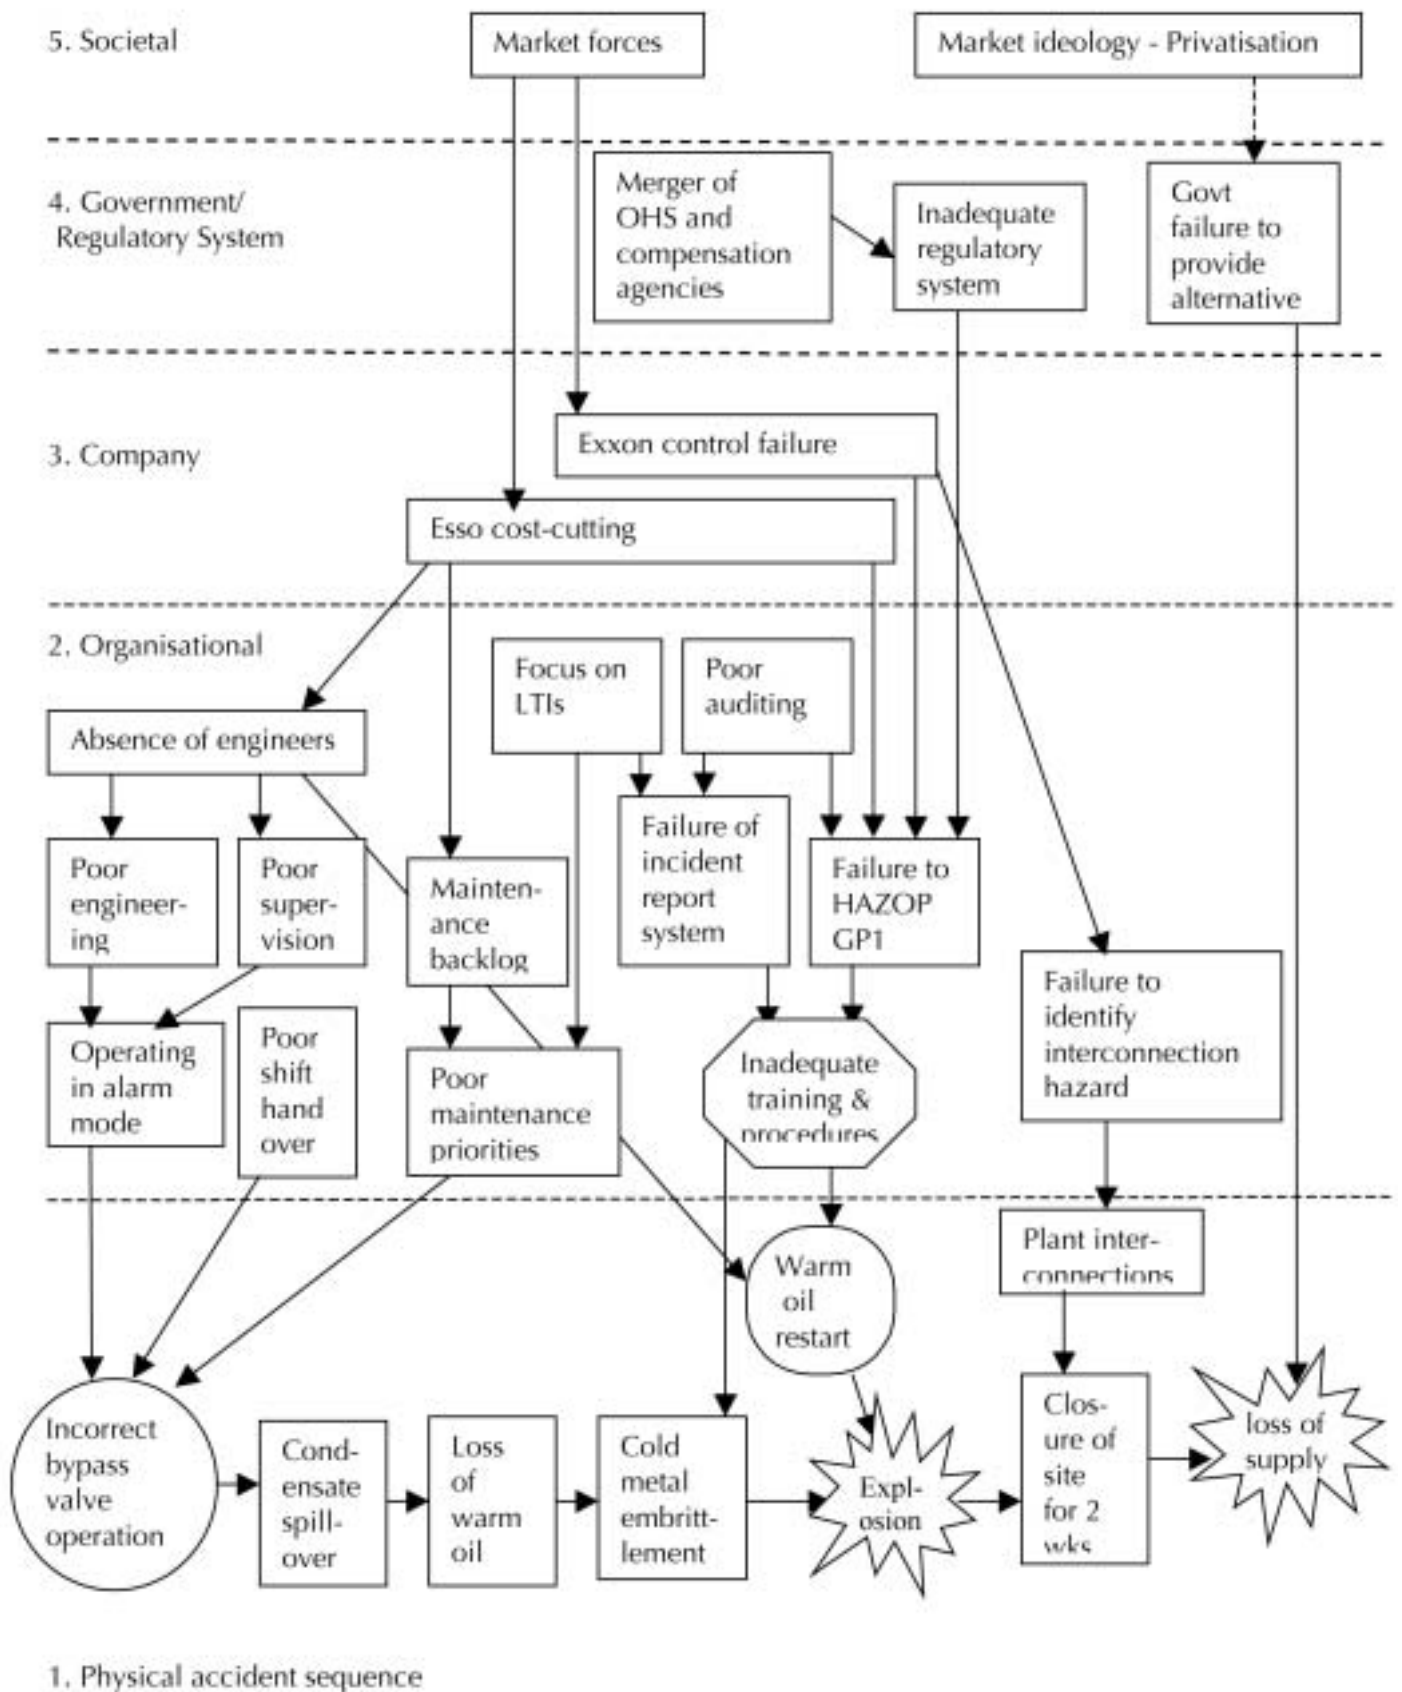 5. Societal
Market forces
Market ideology - Privatisation
4. Government/
Regulatory System
Merger of
OHS and
compensation
agencies
Inadequate
regulatory
system
Govt
failure to
provide
alternative
3. Company
Exxon control failure
Esso cost-cutting
2. Organisational
Focus on
LTIs
Poor
auditing
Absence of engineers
Poor
engineer-
ing
Poor
super-
vision
Mainten-
ance
backlog
Failure of
incident
report
system
Failure to
HAZOP
GP1
Failure to
identify
interconnection
hazard
Operating
in alarm
mode
Poor
shift
hand
over
Poor
maintenance
priorities
Inadequate
training &
procedures
Warm
oil
restart
Plant inter-
connections
Incorrect
bypass
valve
operation
Cond-
ensate
spill-
over
Loss
of
warm
oil
Cold
metal
embritt-
lement
Expl-
osion
Clos-
ure of
site
for 2
wks
loss of
supply
1. Physical accident sequence